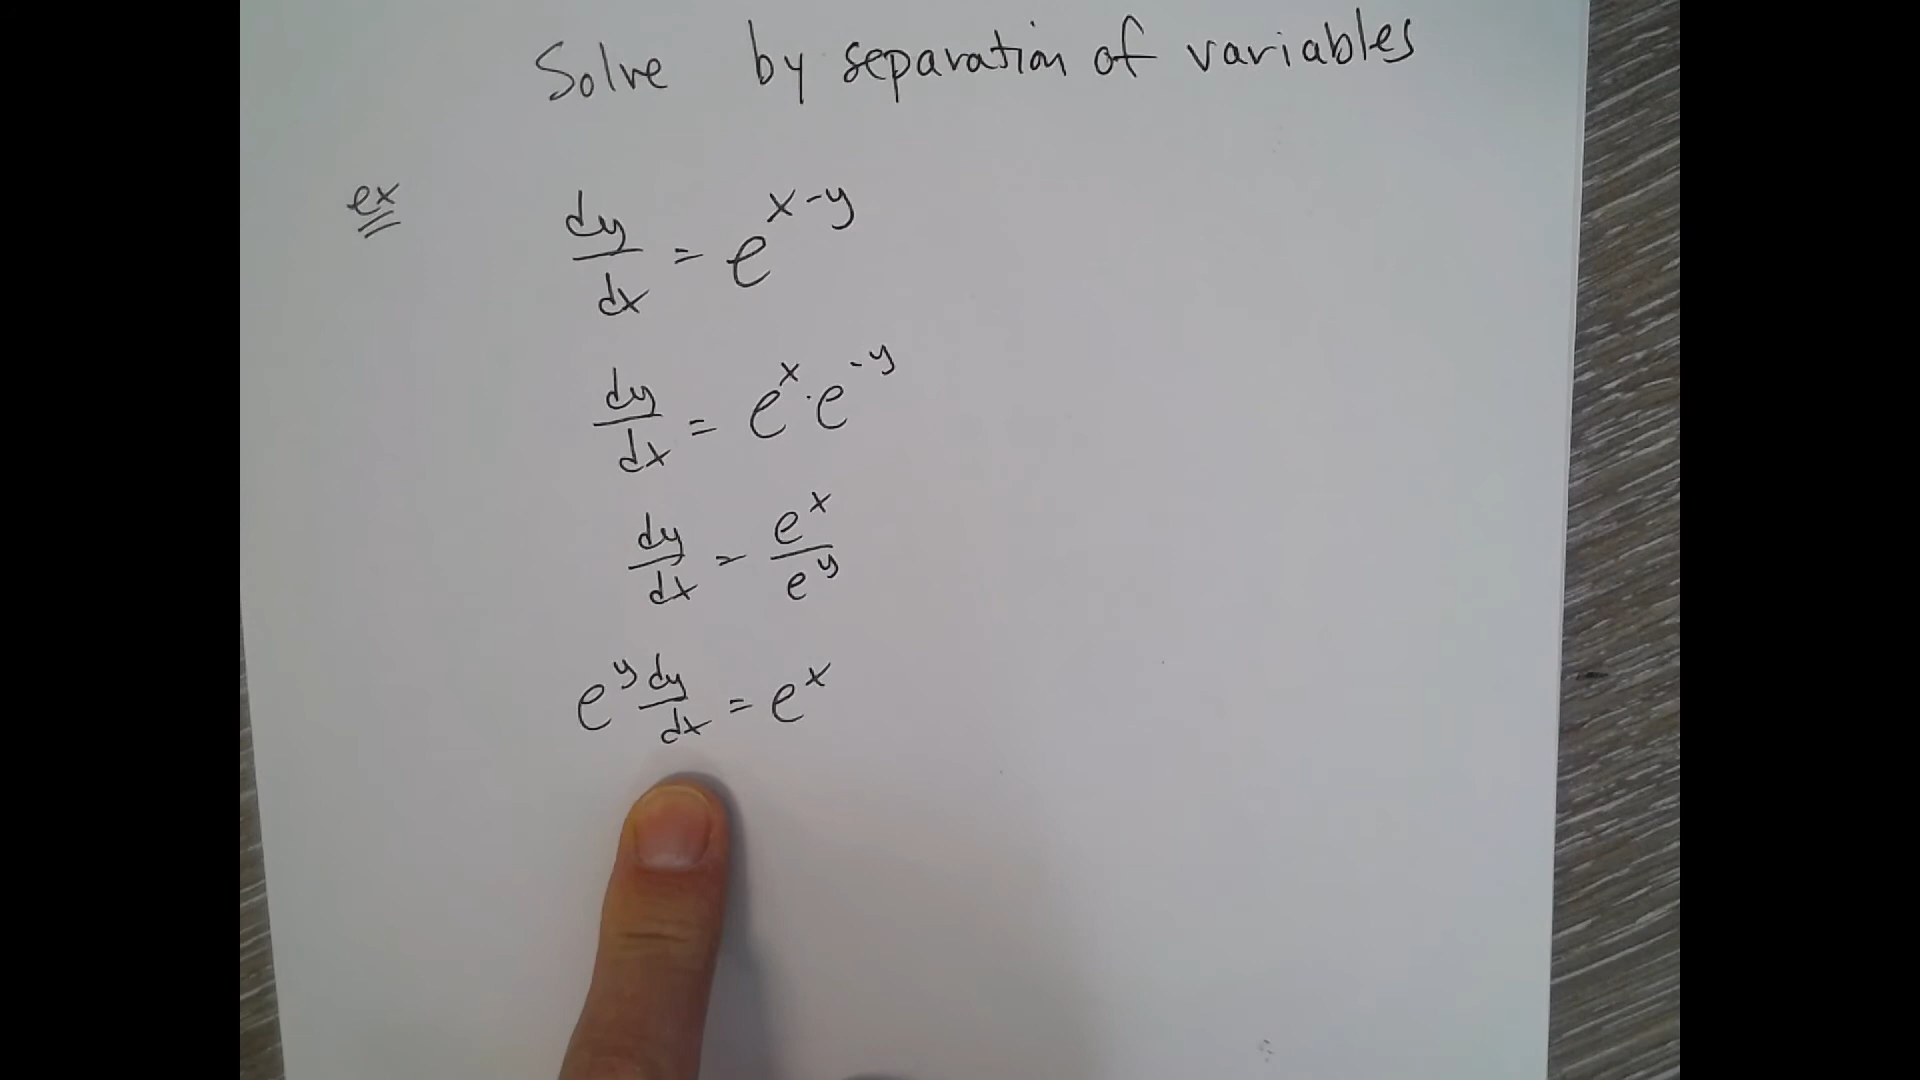 Solve by separation of variables
ex dy/dx = e^{x-y}
dy/dx = e^x · e^{-y}
dy/dx = e^x/e^y
e^y dy/dx = e^x